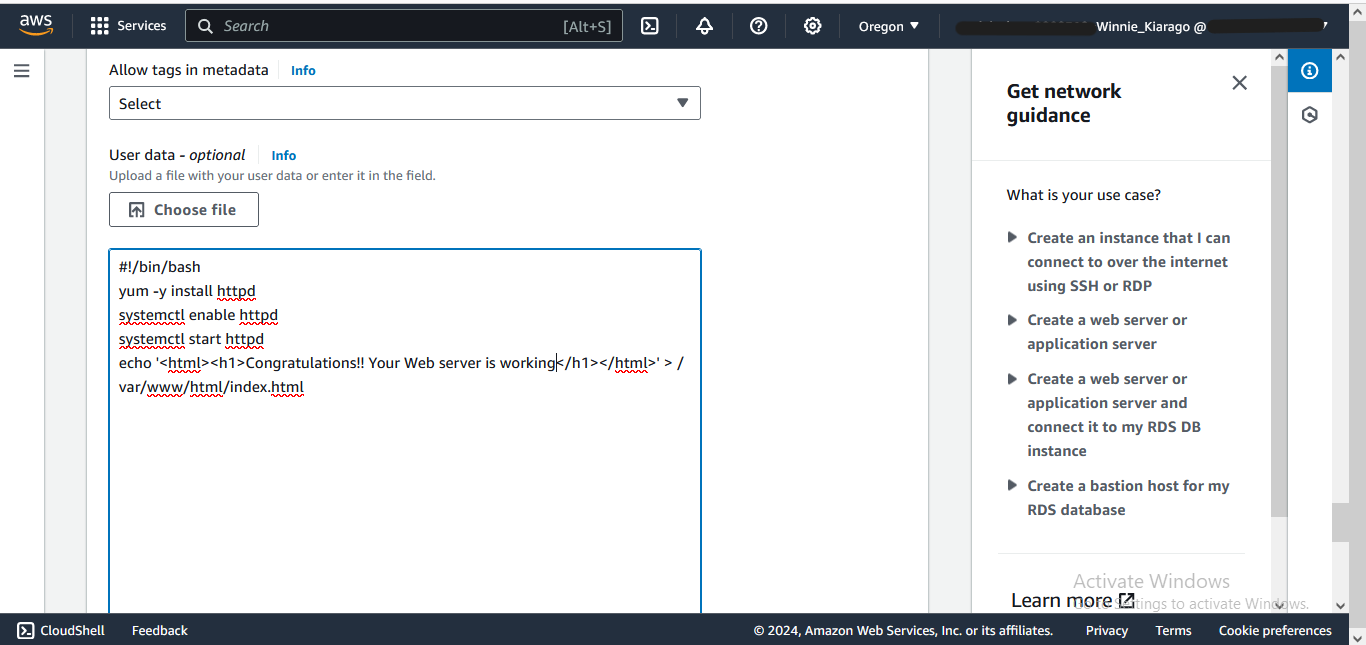 aws
Services
Search
[Alt+S]
Oregon
Winnie_Kiarago @
Allow tags in metadata
Info
Select
User data - optional
Info
Upload a file with your user data or enter it in the field.
Choose file
#!/bin/bash
yum -y install httpd
systemctl enable httpd
systemctl start httpd
echo '<html><h1>Congratulations!! Your Web server is working</h1></html>' > /
var/www/html/index.html
Get network
guidance
What is your use case?
Create an instance that I can
connect to over the internet
using SSH or RDP
Create a web server or
application server
Create a web server or
application server and
connect it to my RDS DB
instance
Create a bastion host for my
RDS database
Activate Windows
Learn more
Go to Settings to activate Windows.
CloudShell
Feedback
© 2024, Amazon Web Services, Inc. or its affiliates.
Privacy
Terms
Cookie preferences